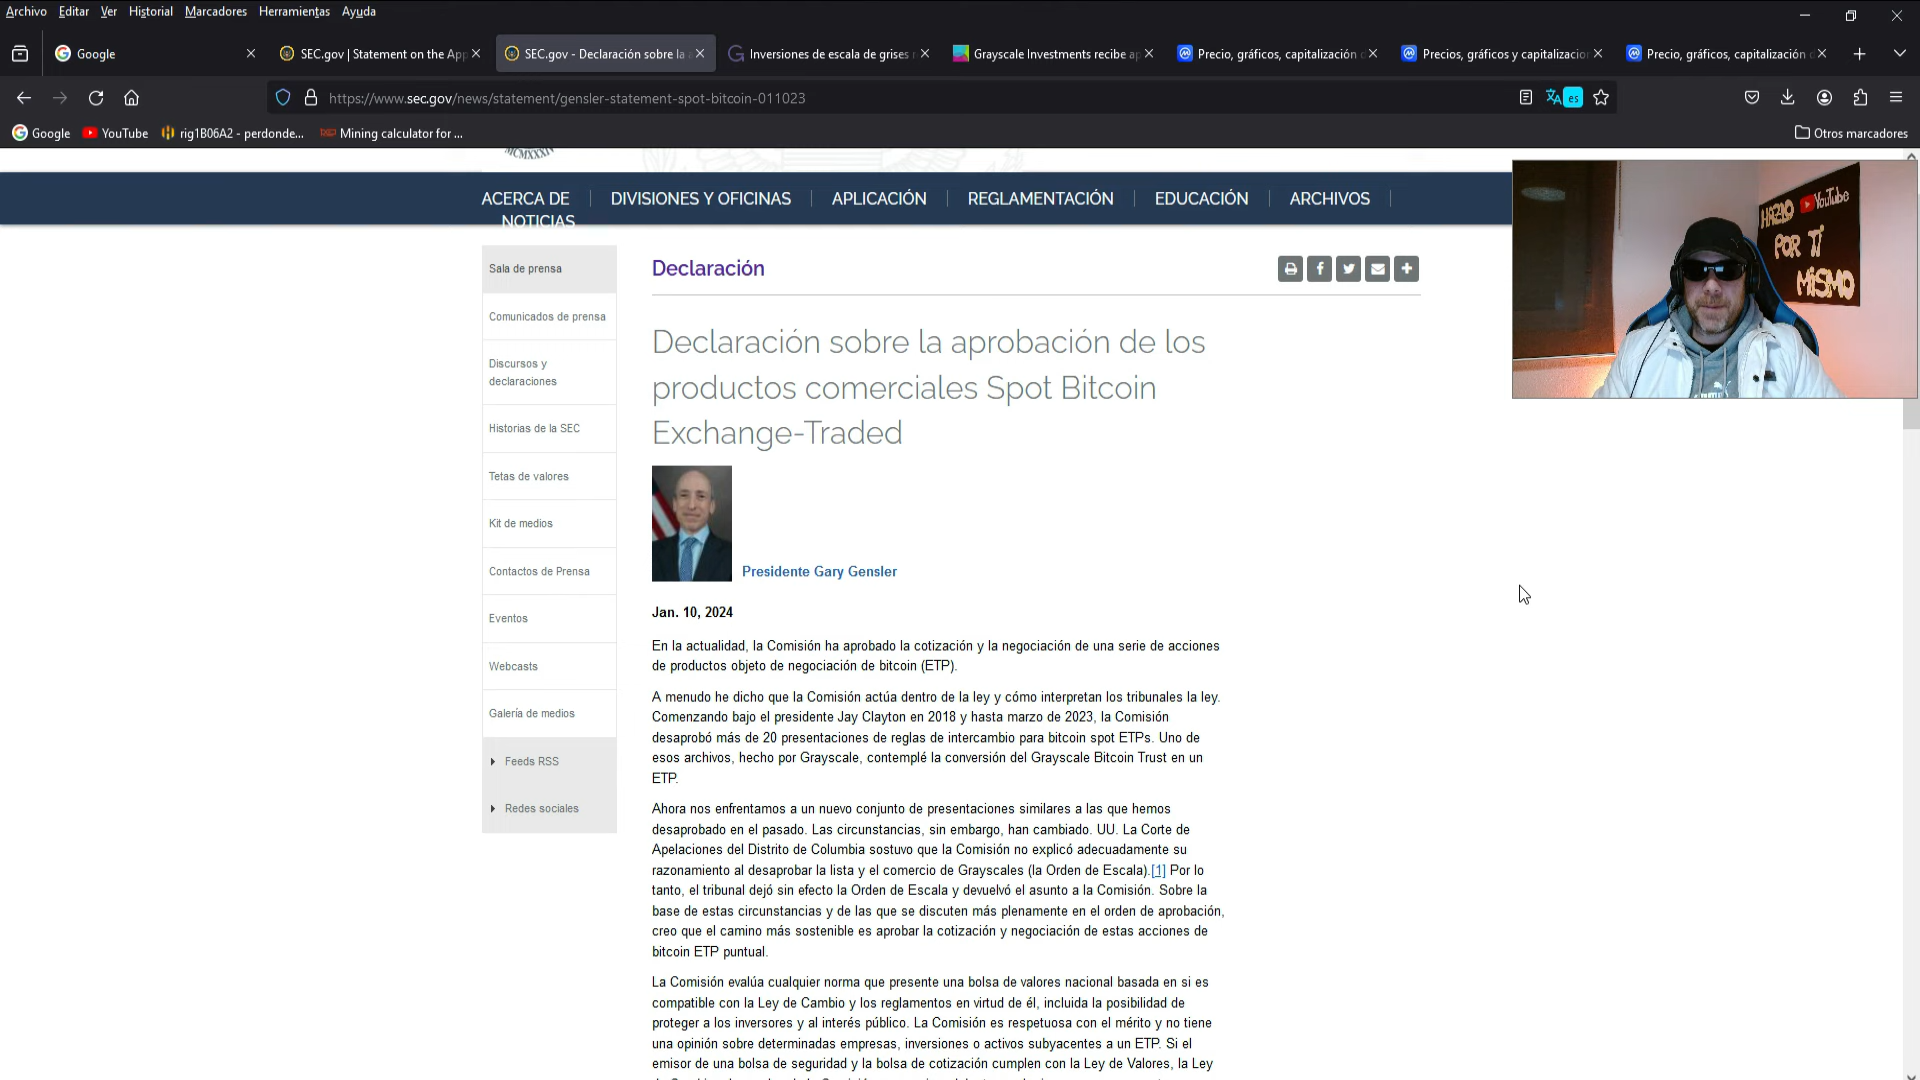 Archivo Editar Ver Historial Marcadores Herramientas Ayuda
Google SEC.gov | Statement on the App SEC.gov - Declaración sobre la a Inversiones de escala de grises r Grayscale Investments recibe ap Precio, gráficos, capitalización d Precios, gráficos y capitalizacion Precio, gráficos, capitalización d
https://www.sec.gov/news/statement/gensler-statement-spot-bitcoin-011023 es
Google YouTube rig1B06A2 - perdonde... Mining calculator for ... Otros marcadores
MCMXXXIV
ACERCA DE DIVISIONES Y OFICINAS APLICACIÓN REGLAMENTACIÓN EDUCACIÓN ARCHIVOS
NOTICIAS
HAZLO YouTube
POR TI
MISMO
Sala de prensa
Comunicados de prensa
Discursos y
declaraciones
Historias de la SEC
Tetas de valores
Kit de medios
Contactos de Prensa
Eventos
Webcasts
Galería de medios
Feeds RSS
Redes sociales
Declaración
Declaración sobre la aprobación de los
productos comerciales Spot Bitcoin
Exchange-Traded
Presidente Gary Gensler
Jan. 10, 2024
En la actualidad, la Comisión ha aprobado la cotización y la negociación de una serie de acciones
de productos objeto de negociación de bitcoin (ETP).
A menudo he dicho que la Comisión actúa dentro de la ley y cómo interpretan los tribunales la ley.
Comenzando bajo el presidente Jay Clayton en 2018 y hasta marzo de 2023, la Comisión
desaprobó más de 20 presentaciones de reglas de intercambio para bitcoin spot ETPs. Uno de
esos archivos, hecho por Grayscale, contemplé la conversión del Grayscale Bitcoin Trust en un
ETP.
Ahora nos enfrentamos a un nuevo conjunto de presentaciones similares a las que hemos
desaprobado en el pasado. Las circunstancias, sin embargo, han cambiado. UU. La Corte de
Apelaciones del Distrito de Columbia sostuvo que la Comisión no explicó adecuadamente su
razonamiento al desaprobar la lista y el comercio de Grayscales (la Orden de Escala).[1] Por lo
tanto, el tribunal dejó sin efecto la Orden de Escala y devuelvó el asunto a la Comisión. Sobre la
base de estas circunstancias y de las que se discuten más plenamente en el orden de aprobación,
creo que el camino más sostenible es aprobar la cotización y negociación de estas acciones de
bitcoin ETP puntual.
La Comisión evalúa cualquier norma que presente una bolsa de valores nacional basada en si es
compatible con la Ley de Cambio y los reglamentos en virtud de él, incluida la posibilidad de
proteger a los inversores y al interés público. La Comisión es respetuosa con el mérito y no tiene
una opinión sobre determinadas empresas, inversiones o activos subyacentes a un ETP. Si el
emisor de una bolsa de seguridad y la bolsa de cotización cumplen con la Ley de Valores, la Ley